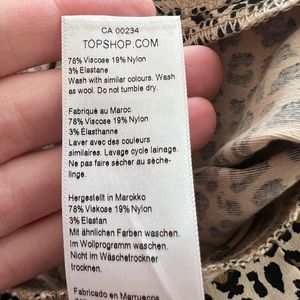 CA 00234
TOPSHOP.COM
78% Viscose 19% Nylon
3% Elastane
Wash with similar colours. Wash
as wool. Do not tumble dry.
Fabriqué au Maroc
78% Viscose 19% Nylon
3% Elasthanne
Laver avec des couleurs
similaires. Lavage cycle lainage.
Ne pas faire sécher au sèche-
linge.
Hergestellt in Marokko
78% Viskose 19% Nylon
3% Elastan
Mit ähnlichen Farben waschen.
Im Wollprogramm waschen.
Nicht im Wäschetrockner
trocknen.
Fabricado en Marruecos